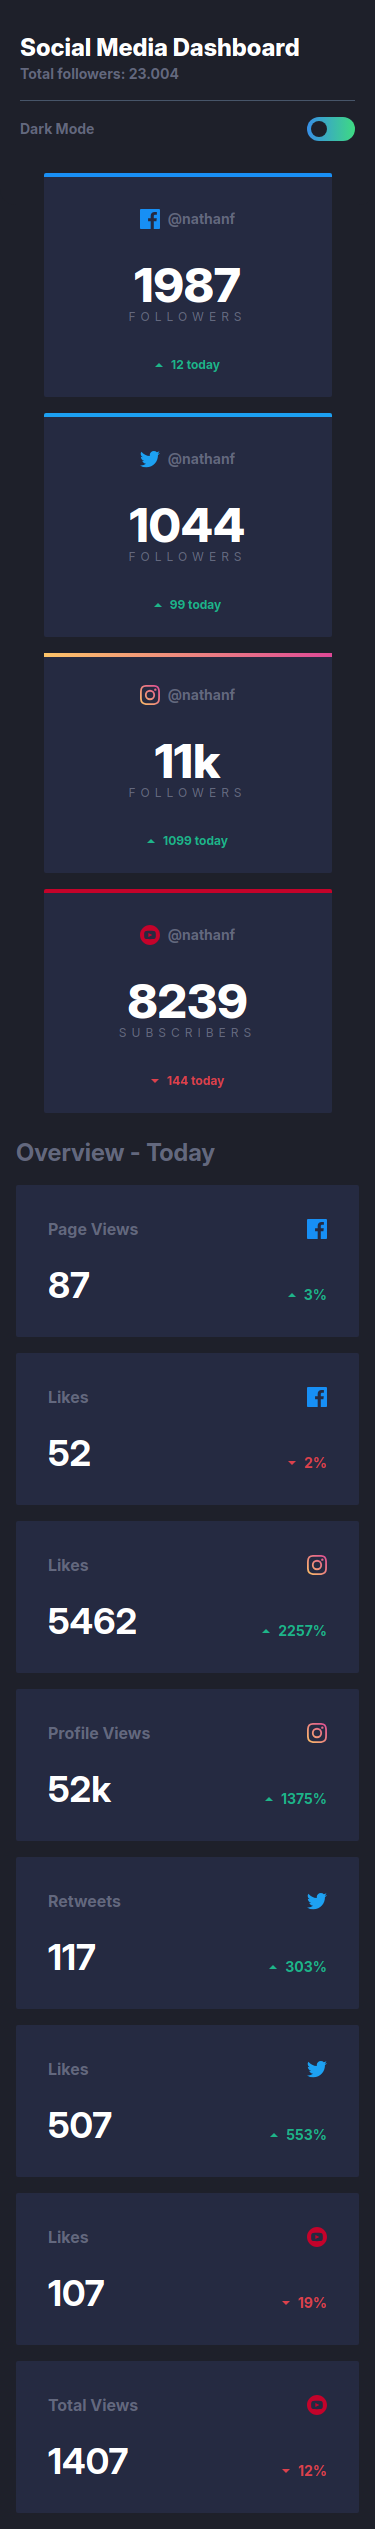 Social Media Dashboard
Total followers: 23.004
Dark Mode
@nathanf
1987
FOLLOWERS
12 today
@nathanf
1044
FOLLOWERS
99 today
@nathanf
11k
FOLLOWERS
1099 today
@nathanf
8239
SUBSCRIBERS
144 today
Overview - Today
Page Views
87
3%
Likes
52
2%
Likes
5462
2257%
Profile Views
52k
1375%
Retweets
117
303%
Likes
507
553%
Likes
107
19%
Total Views
1407
12%